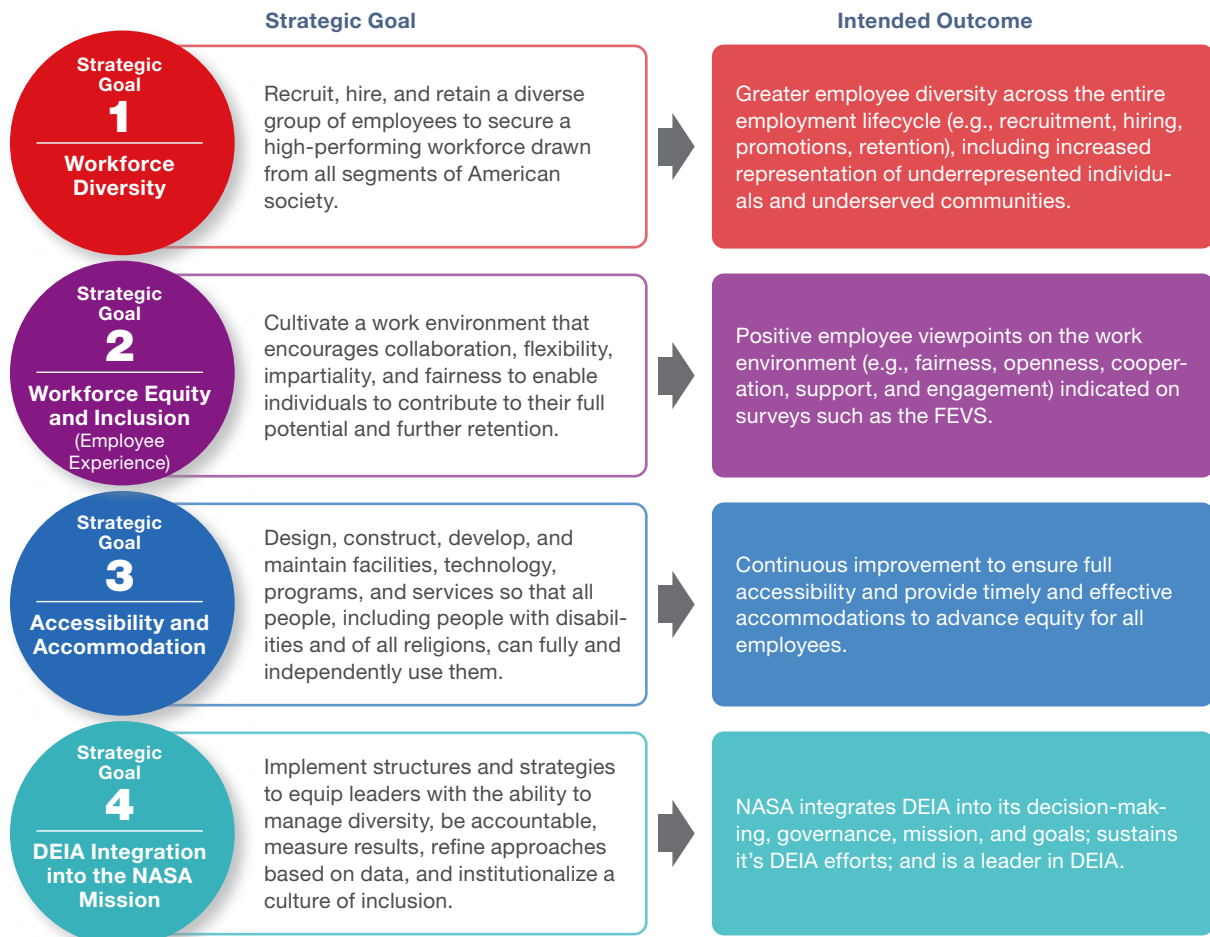 Strategic Goal
Intended Outcome
Strategic
Goal
1
Workforce
Diversity
Recruit, hire, and retain a diverse
group of employees to secure a
high-performing workforce drawn
from all segments of American
society.
Greater employee diversity across the entire
employment lifecycle (e.g., recruitment, hiring,
promotions, retention), including increased
representation of underrepresented individu-
als and underserved communities.
Strategic
Goal
2
Workforce Equity
and Inclusion
(Employee
Experience)
Cultivate a work environment that
encourages collaboration, flexibility,
impartiality, and fairness to enable
individuals to contribute to their full
potential and further retention.
Positive employee viewpoints on the work
environment (e.g., fairness, openness, cooper-
ation, support, and engagement) indicated on
surveys such as the FEVS.
Strategic
Goal
3
Accessibility and
Accommodation
Design, construct, develop, and
maintain facilities, technology,
programs, and services so that all
people, including people with disabil-
ities and of all religions, can fully and
independently use them.
Continuous improvement to ensure full
accessibility and provide timely and effective
accommodations to advance equity for all
employees.
Strategic
Goal
4
DEIA Integration
into the NASA
Mission
Implement structures and strategies
to equip leaders with the ability to
manage diversity, be accountable,
measure results, refine approaches
based on data, and institutionalize a
culture of inclusion.
NASA integrates DEIA into its decision-mak-
ing, governance, mission, and goals; sustains
it's DEIA efforts; and is a leader in DEIA.